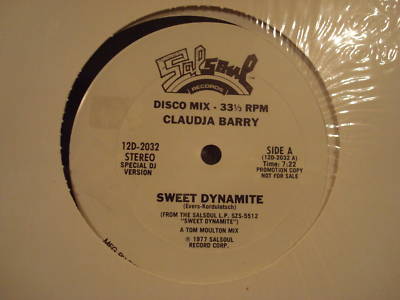 Salsoul
RECORDS
DISCO MIX - 33⅓ RPM
CLAUDJA BARRY
12D-2032
STEREO
SPECIAL DJ
VERSION
SIDE A
(12D-2032 A)
Time: 7:22
PROMOTION COPY
NOT FOR SALE
SWEET DYNAMITE
(Evers-Korduletsch)
(FROM THE SALSOUL L.P. SZS-5512
"SWEET DYNAMITE")
A TOM MOULTON MIX
℗ 1977 SALSOUL
RECORD CORP.